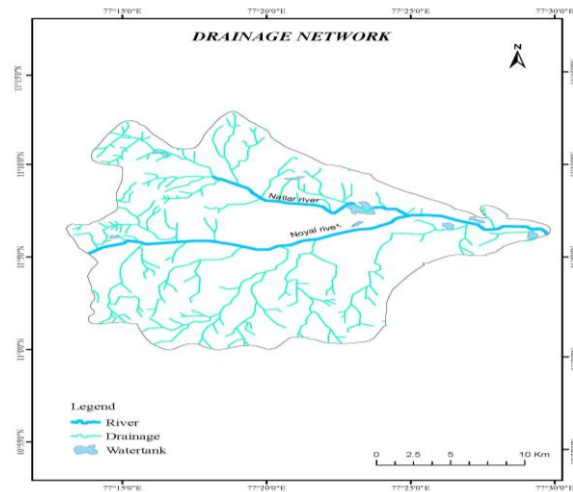 77°15'0"E 77°20'0"E 77°25'0"E 77°30'0"E
DRAINAGE NETWORK
N
Nallar river
Noyal river
Legend
River
Drainage
Watertank
0 2.5 5 10 Km
77°15'0"E 77°20'0"E 77°25'0"E 77°30'0"E